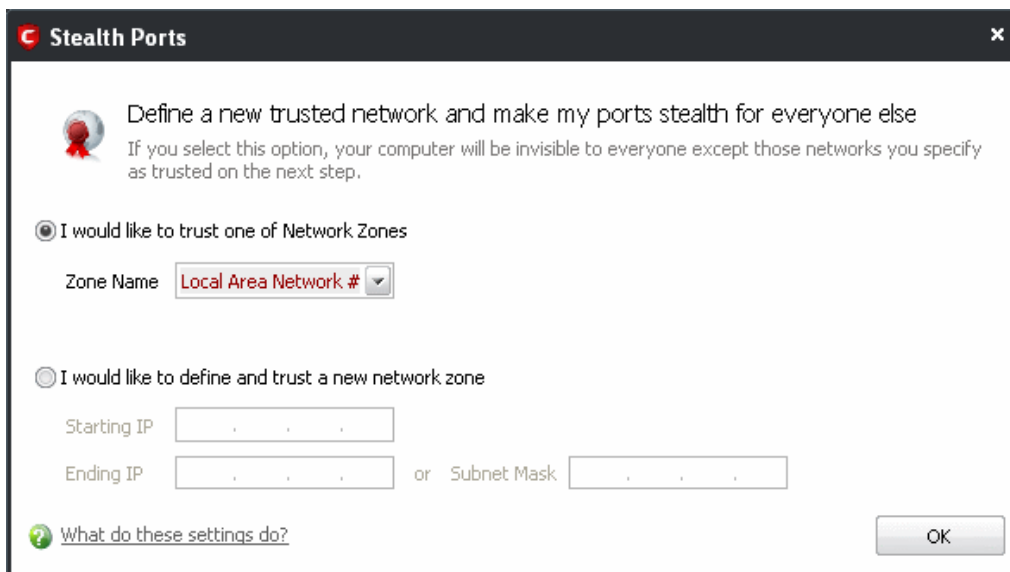 Stealth Ports
Define a new trusted network and make my ports stealth for everyone else
If you select this option, your computer will be invisible to everyone except those networks you specify
as trusted on the next step.
I would like to trust one of Network Zones
Zone Name Local Area Network #
I would like to define and trust a new network zone
Starting IP . . .
Ending IP . . . or Subnet Mask . . .
What do these settings do?
OK